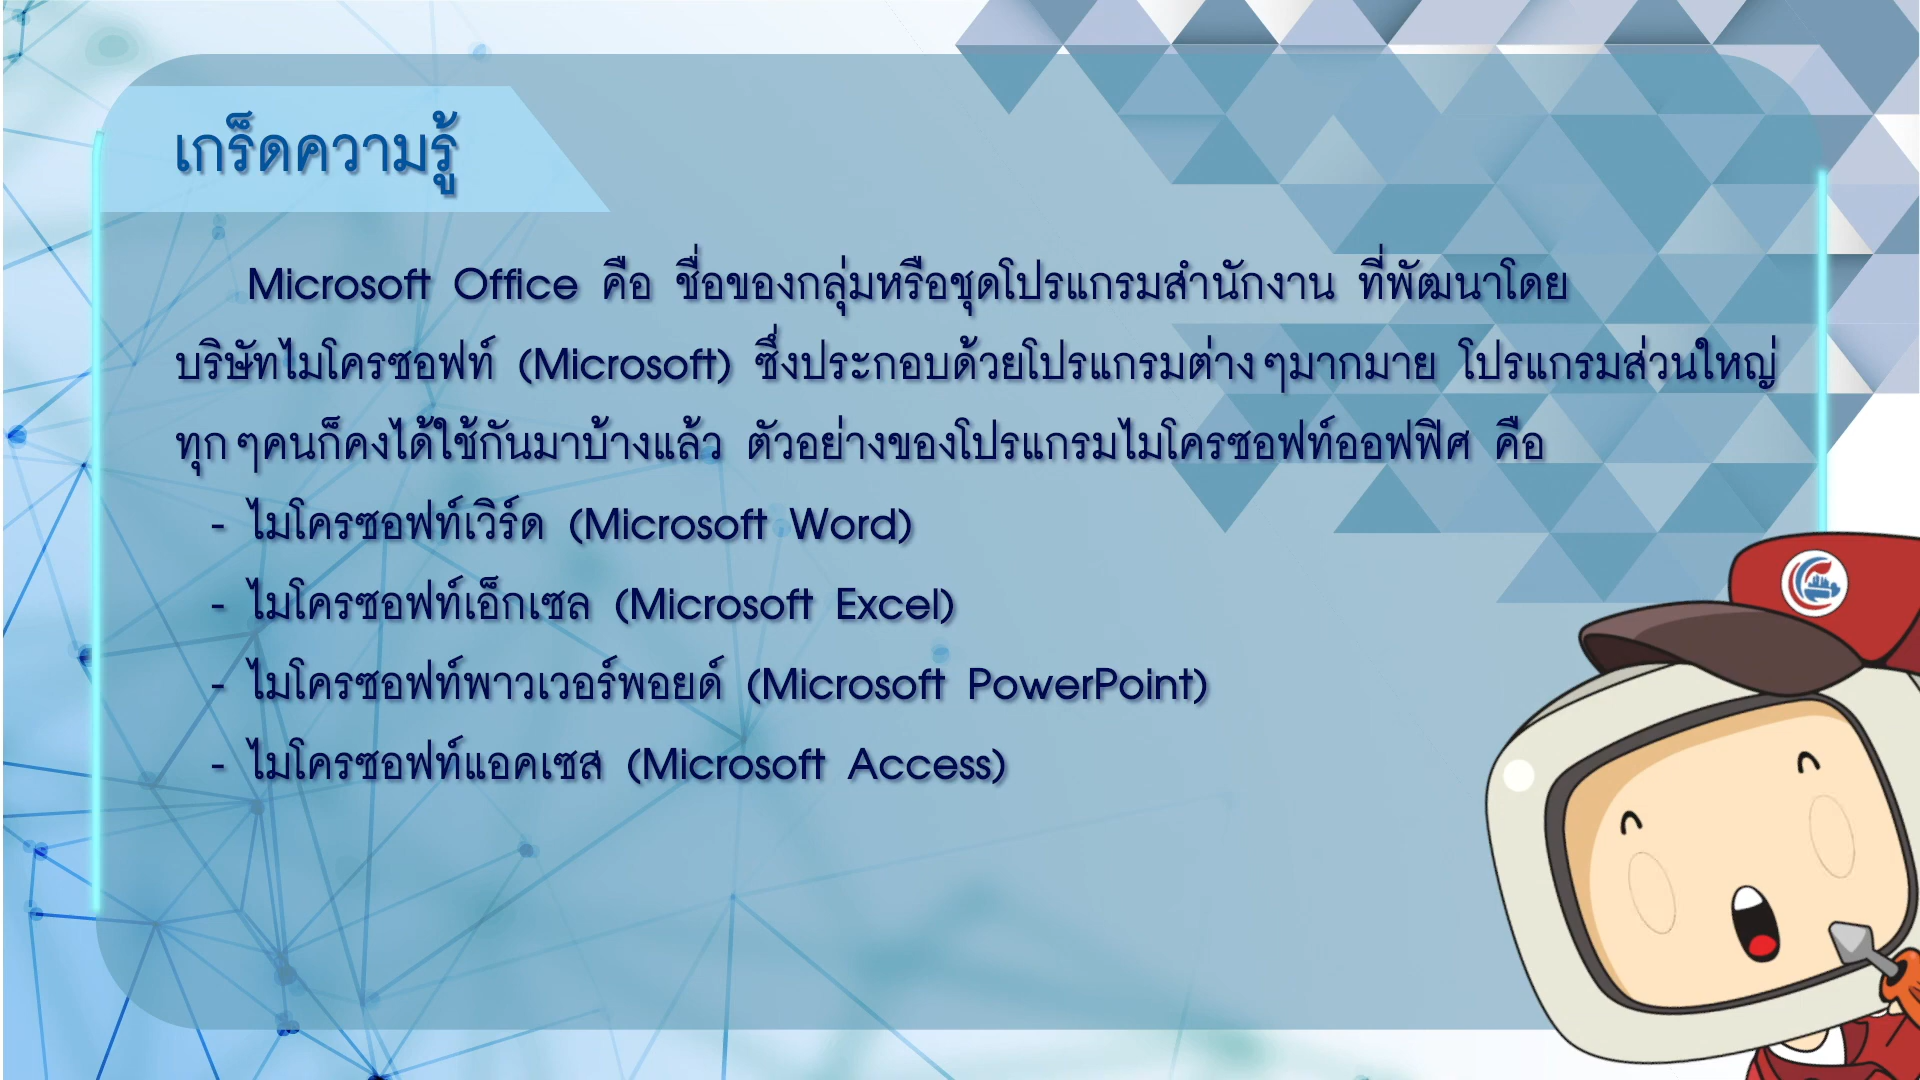 เกร็ดความรู้
Microsoft Office คือ ชื่อของกลุ่มหรือชุดโปรแกรมสำนักงาน ที่พัฒนาโดย
บริษัทไมโครซอฟท์ (Microsoft) ซึ่งประกอบด้วยโปรแกรมต่างๆมากมาย โปรแกรมส่วนใหญ่
ทุกๆคนก็คงได้ใช้กันมาบ้างแล้ว ตัวอย่างของโปรแกรมไมโครซอฟท์ออฟฟิศ คือ
- ไมโครซอฟท์เวิร์ด (Microsoft Word)
- ไมโครซอฟท์เอ็กเซล (Microsoft Excel)
- ไมโครซอฟท์พาวเวอร์พอยด์ (Microsoft PowerPoint)
- ไมโครซอฟท์แอคเซส (Microsoft Access)